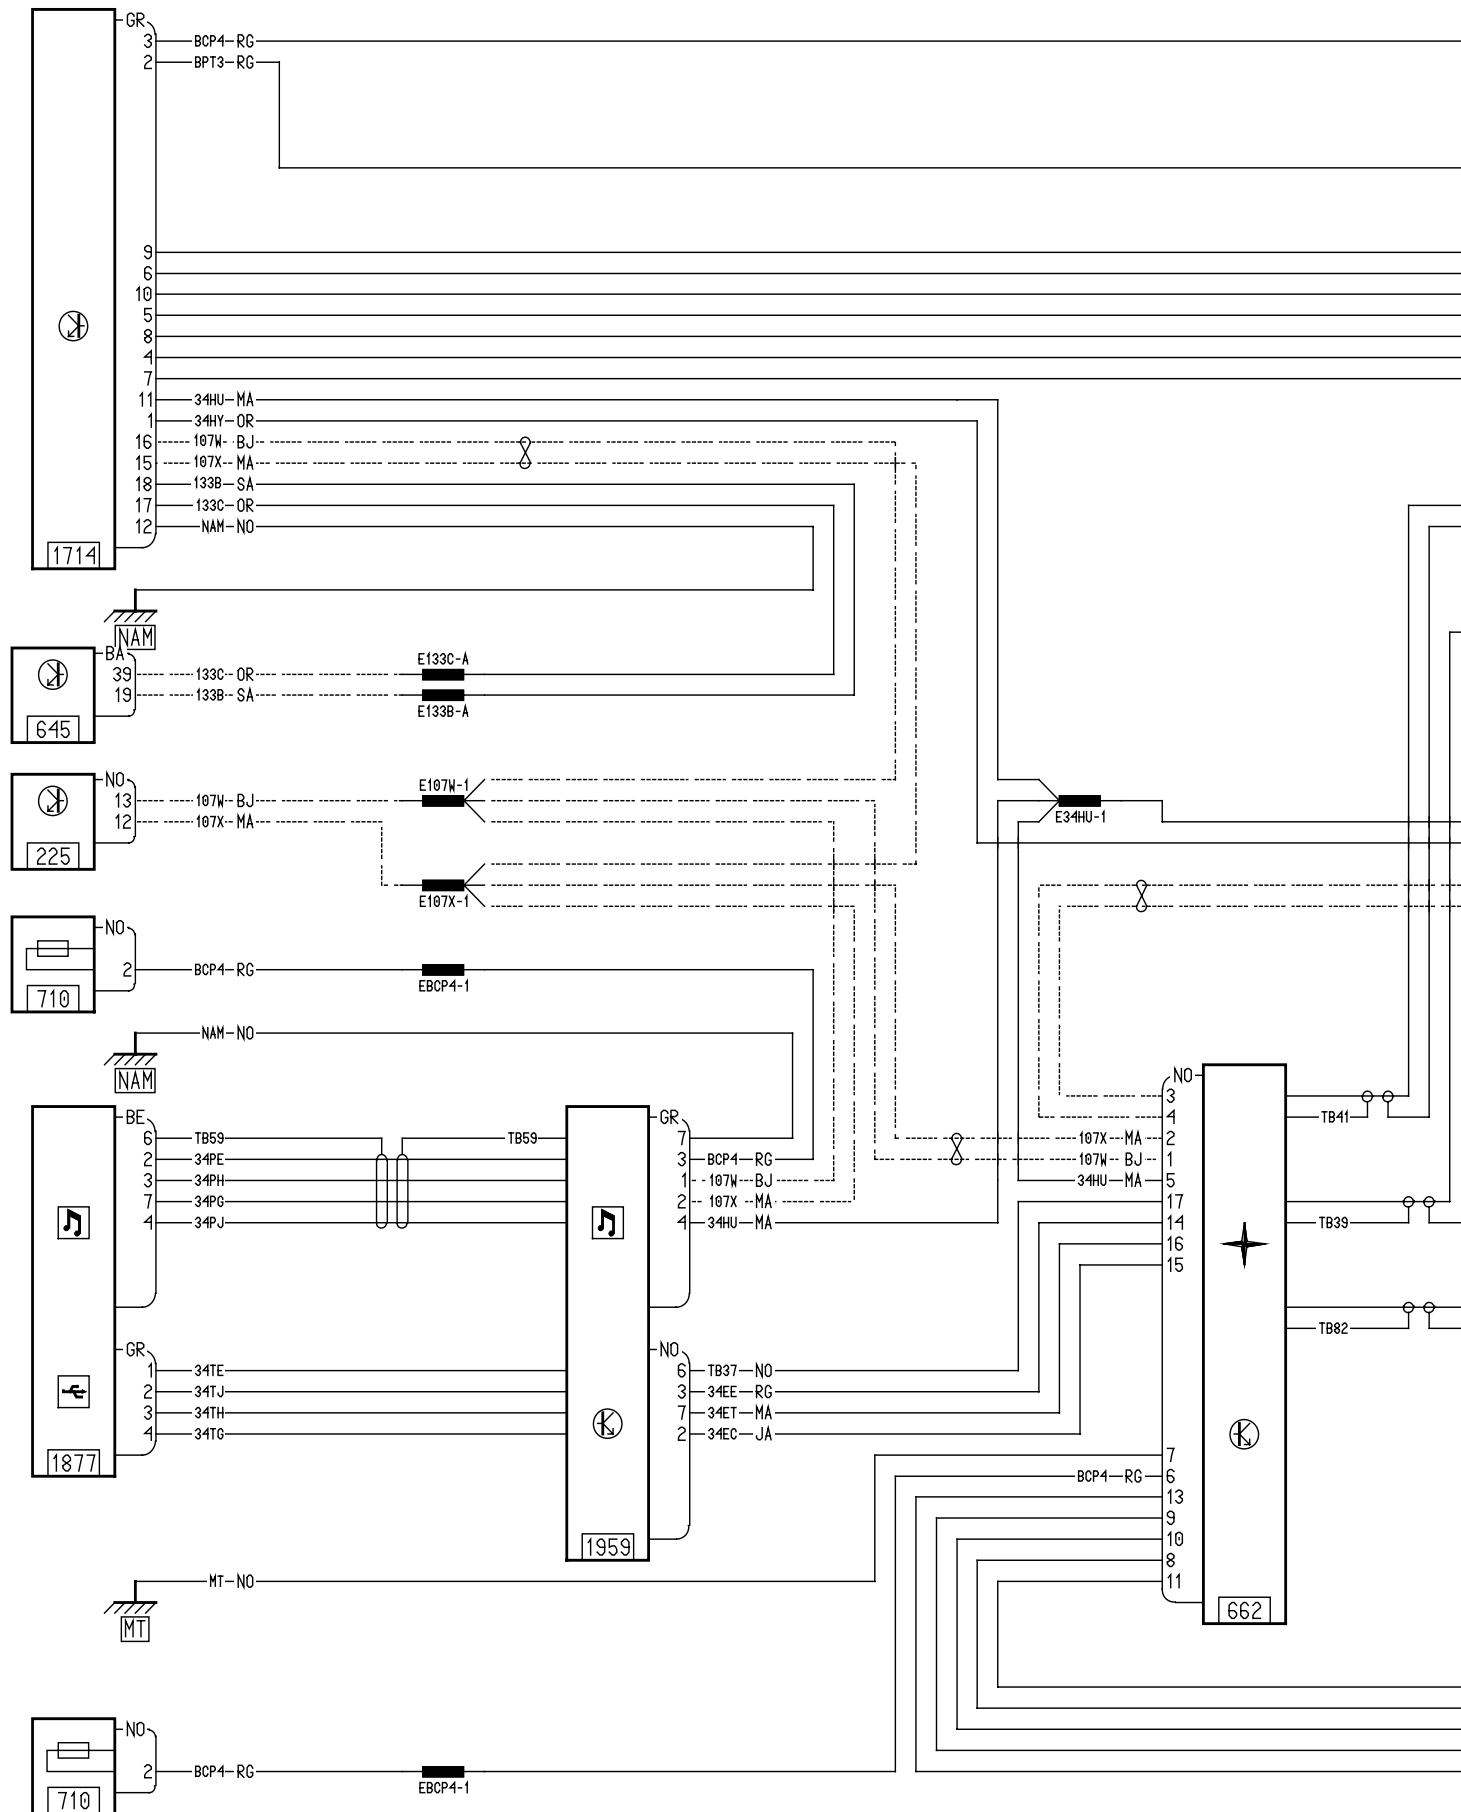 GR
3 BCP4 RG
2 BPT3 RG
9
6
10
5
8
4
7
11 34HU MA
1 34HY OR
16 107W BJ
15 107X MA
18 133B SA
17 133C OR
12 NAM NO
1714
NAM
BA
39 133C OR E133C-A
19 133B SA E133B-A
645
NO
13 107W BJ E107W-1
12 107X MA
225
E107X-1
E34HU-1
NO
2 BCP4 RG EBCP4-1
710
NAM NO
NAM
BE
6 TB59 TB59
2 34PE
3 34PH
7 34PG
4 34PJ
GR
1 34TE
2 34TJ
3 34TH
4 34TG
1877
GR
7
3 BCP4 RG
1 107W BJ
2 107X MA
4 34HU MA
NO
6 TB37 NO
3 34EE RG
7 34ET MA
2 34EC JA
1959
NO
3
4
107X MA 2
107W BJ 1
34HU MA 5
17
14
16
15
7
BCP4 RG 6
13
9
10
8
11
662
TB41
TB39
TB82
MT NO
MT
NO
2 BCP4 RG EBCP4-1
710